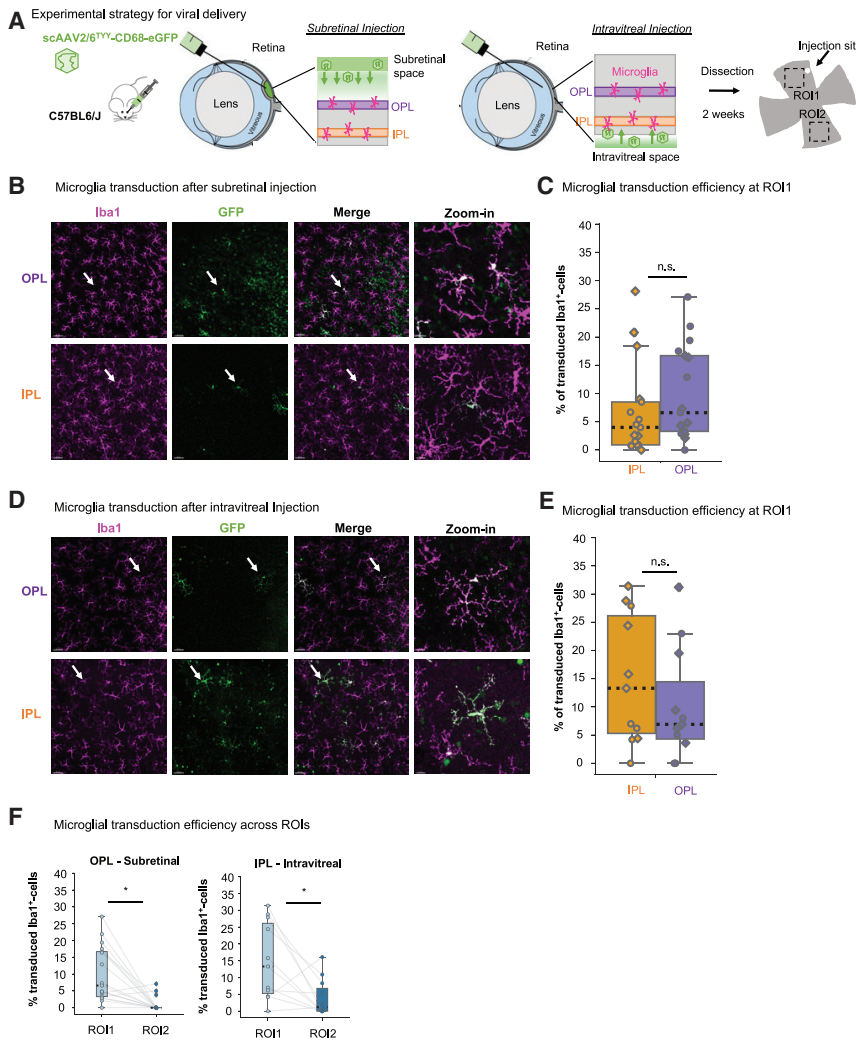 A Experimental strategy for viral delivery
scAAV2/6TYY-CD68-eGFP
C57BL6/J
Retina
Lens
Vitreous
Subretinal Injection
Subretinal
space
OPL
IPL
Retina
Lens
Vitreous
Intravitreal Injection
Microglia
OPL
IPL
Intravitreal space
Dissection
2 weeks
Injection sit
ROI1
ROI2
B Microglia transduction after subretinal injection
Iba1 GFP Merge Zoom-in
OPL
IPL
C Microglial transduction efficiency at ROI1
% of transduced Iba1+-cells
40
35
30
25
20
15
10
5
0
n.s.
IPL OPL
D Microglia transduction after intravitreal Injection
Iba1 GFP Merge Zoom-in
OPL
IPL
E Microglial transduction efficiency at ROI1
% of transduced Iba1+-cells
40
35
30
25
20
15
10
5
0
n.s.
IPL OPL
F Microglial transduction efficiency across ROIs
OPL - Subretinal
% transduced Iba1+-cells
40
35
30
25
20
15
10
5
0
*
ROI1 ROI2
IPL - Intravitreal
% transduced Iba1+-cells
40
35
30
25
20
15
10
5
0
*
ROI1 ROI2